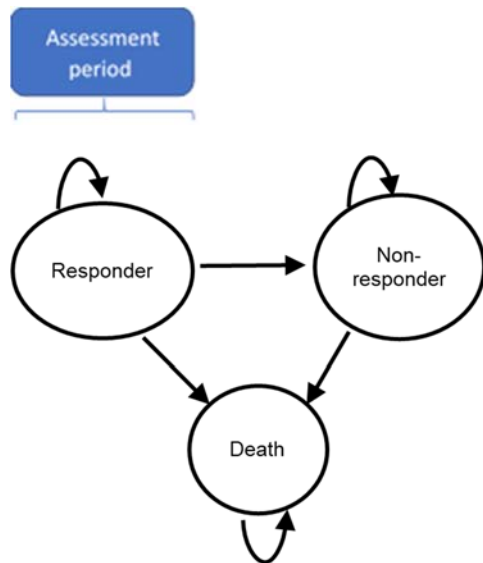 Assessment
period
Responder
Non-
responder
Death